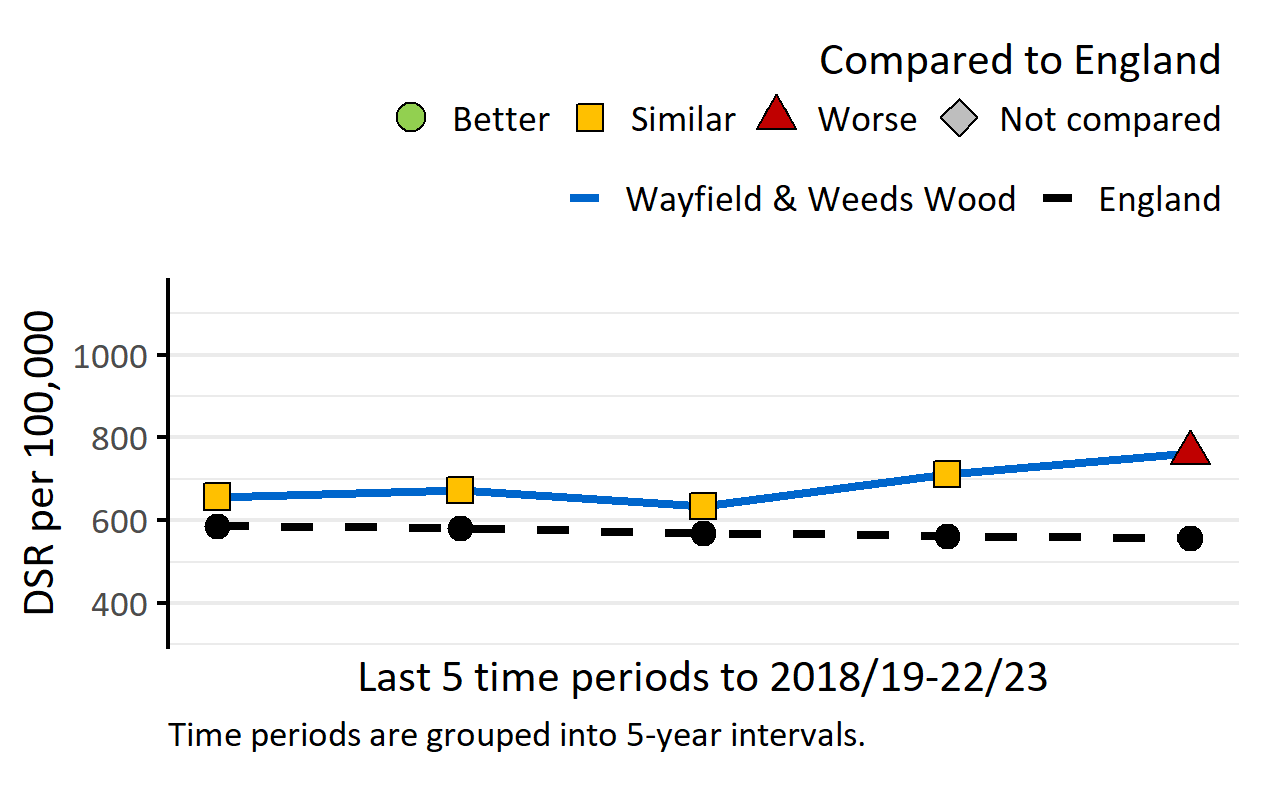 Compared to England
Better Similar Worse Not compared
Wayfield & Weeds Wood England
DSR per 100,000
1000
800
600
400
Last 5 time periods to 2018/19-22/23
Time periods are grouped into 5-year intervals.